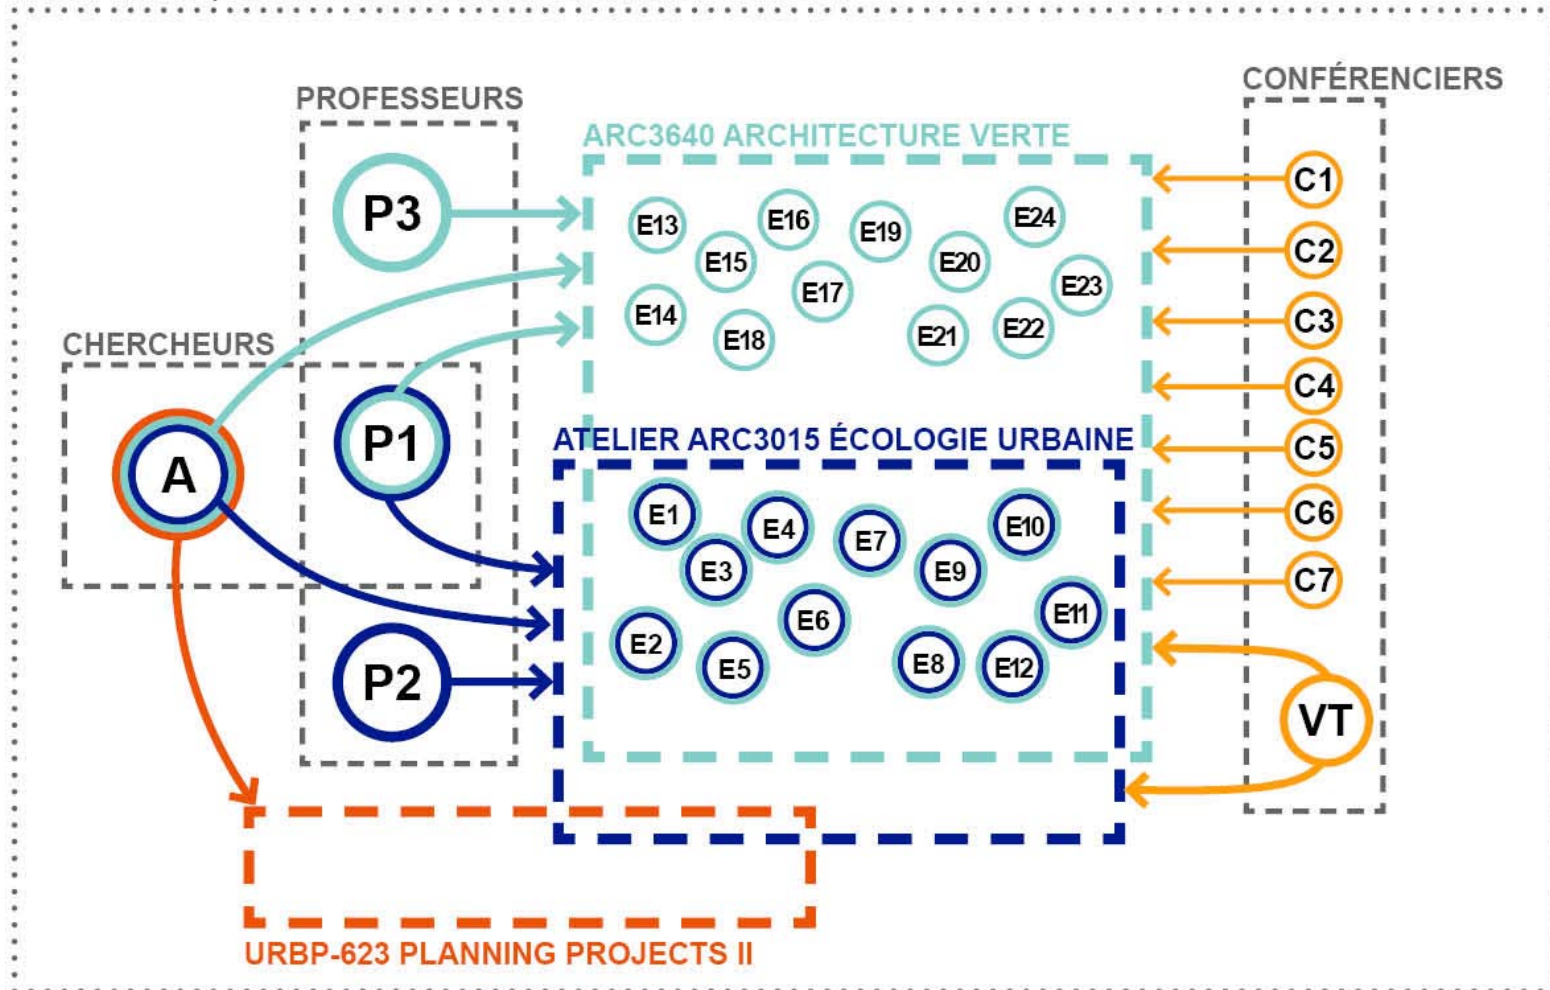 CONFÉRENCIERS
PROFESSEURS
ARC3640 ARCHITECTURE VERTE
C1
P3
E13
E16
E19
E24
C2
E15
E20
E17
E23
E14
E18
E21
E22
C3
CHERCHEURS
C4
P1
ATELIER ARC3015 ÉCOLOGIE URBAINE
C5
A
E1
E4
E7
E10
C6
E3
E9
C7
E6
E11
E2
E5
E8
E12
P2
VT
URBP-623 PLANNING PROJECTS II